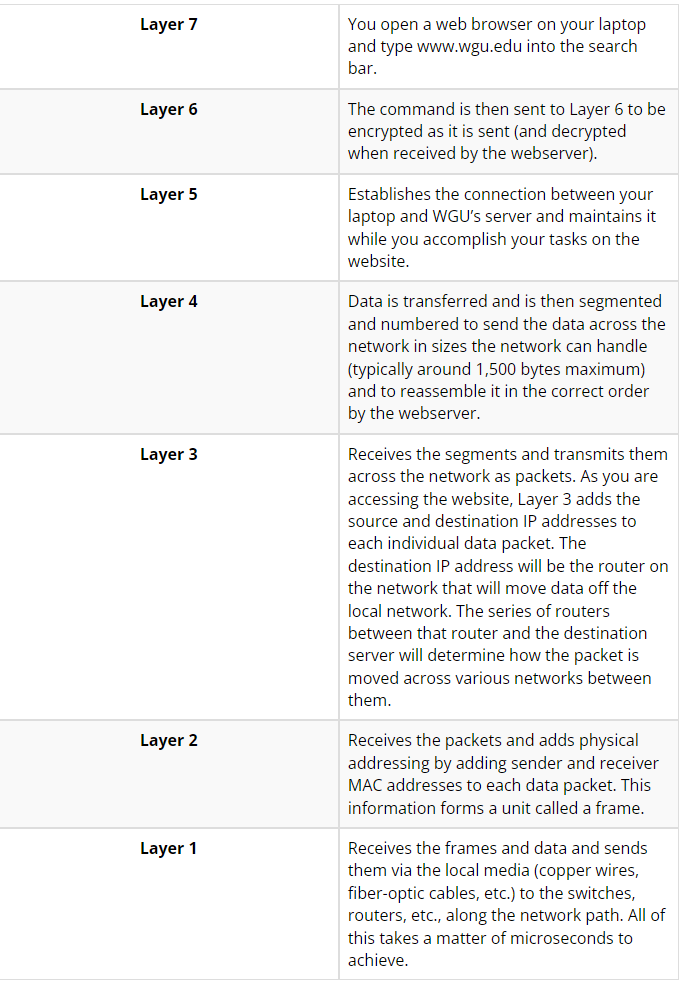 Layer 7
You open a web browser on your laptop
and type www.wgu.edu into the search
bar.
Layer 6
The command is then sent to Layer 6 to be
encrypted as it is sent (and decrypted
when received by the webserver).
Layer 5
Establishes the connection between your
laptop and WGU’s server and maintains it
while you accomplish your tasks on the
website.
Layer 4
Data is transferred and is then segmented
and numbered to send the data across the
network in sizes the network can handle
(typically around 1,500 bytes maximum)
and to reassemble it in the correct order
by the webserver.
Layer 3
Receives the segments and transmits them
across the network as packets. As you are
accessing the website, Layer 3 adds the
source and destination IP addresses to
each individual data packet. The
destination IP address will be the router on
the network that will move data off the
local network. The series of routers
between that router and the destination
server will determine how the packet is
moved across various networks between
them.
Layer 2
Receives the packets and adds physical
addressing by adding sender and receiver
MAC addresses to each data packet. This
information forms a unit called a frame.
Layer 1
Receives the frames and data and sends
them via the local media (copper wires,
fiber-optic cables, etc.) to the switches,
routers, etc., along the network path. All of
this takes a matter of microseconds to
achieve.